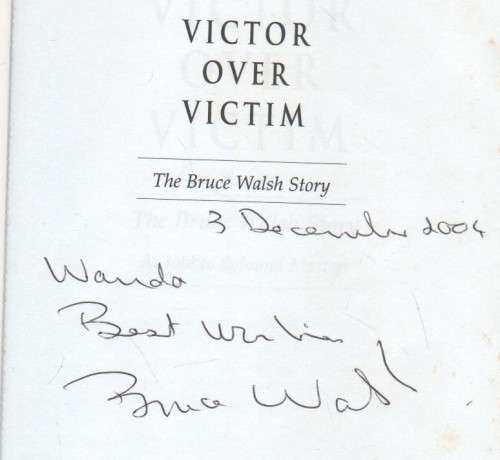 VICTOR
OVER
VICTIM
The Bruce Walsh Story
3 December 2004
Wanda
Best Wishes
Bruce Walsh